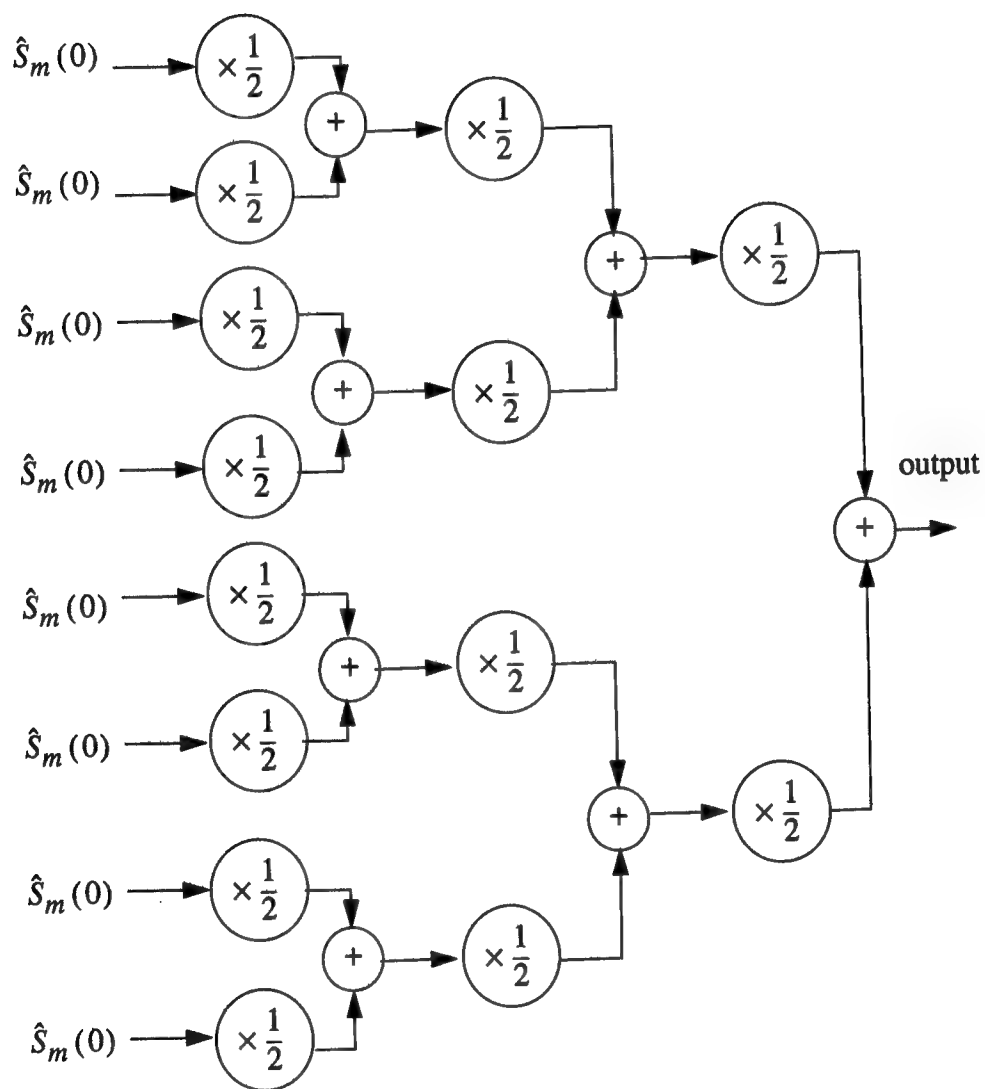 Ŝ_m(0) × 1/2
+ × 1/2
Ŝ_m(0) × 1/2
+ × 1/2
Ŝ_m(0) × 1/2
+ × 1/2
Ŝ_m(0) × 1/2
output
+
Ŝ_m(0) × 1/2
+ × 1/2
Ŝ_m(0) × 1/2
+ × 1/2
Ŝ_m(0) × 1/2
+ × 1/2
Ŝ_m(0) × 1/2